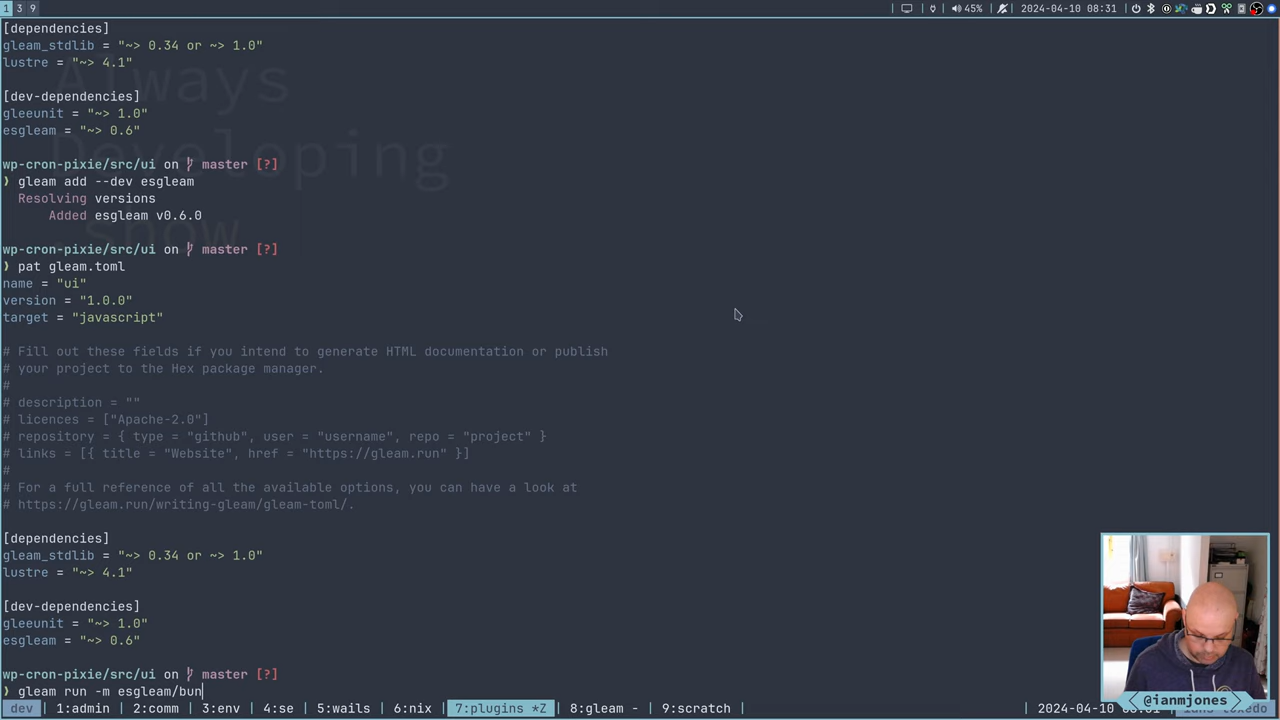 1 3 9
45% 2024-04-10 08:31
[dependencies]
gleam_stdlib = "~> 0.34 or ~> 1.0"
lustre = "~> 4.1"
Always
[dev-dependencies]
gleeunit = "~> 1.0"
esgleam = "~> 0.6"
Developing
wp-cron-pixie/src/ui on master [?]
❯ gleam add --dev esgleam
Resolving versions
Added esgleam v0.6.0
show
wp-cron-pixie/src/ui on master [?]
❯ pat gleam.toml
name = "ui"
version = "1.0.0"
target = "javascript"
# Fill out these fields if you intend to generate HTML documentation or publish
# your project to the Hex package manager.
#
# description = ""
# licences = ["Apache-2.0"]
# repository = { type = "github", user = "username", repo = "project" }
# links = [{ title = "Website", href = "https://gleam.run" }]
#
# For a full reference of all the available options, you can have a look at
# https://gleam.run/writing-gleam/gleam-toml/.
[dependencies]
gleam_stdlib = "~> 0.34 or ~> 1.0"
lustre = "~> 4.1"
[dev-dependencies]
gleeunit = "~> 1.0"
esgleam = "~> 0.6"
wp-cron-pixie/src/ui on master [?]
❯ gleam run -m esgleam/bun
@ianmjones
dev | 1:admin | 2:comm | 3:env | 4:se | 5:wails | 6:nix | 7:plugins *Z | 8:gleam - | 9:scratch | 2024-04-10